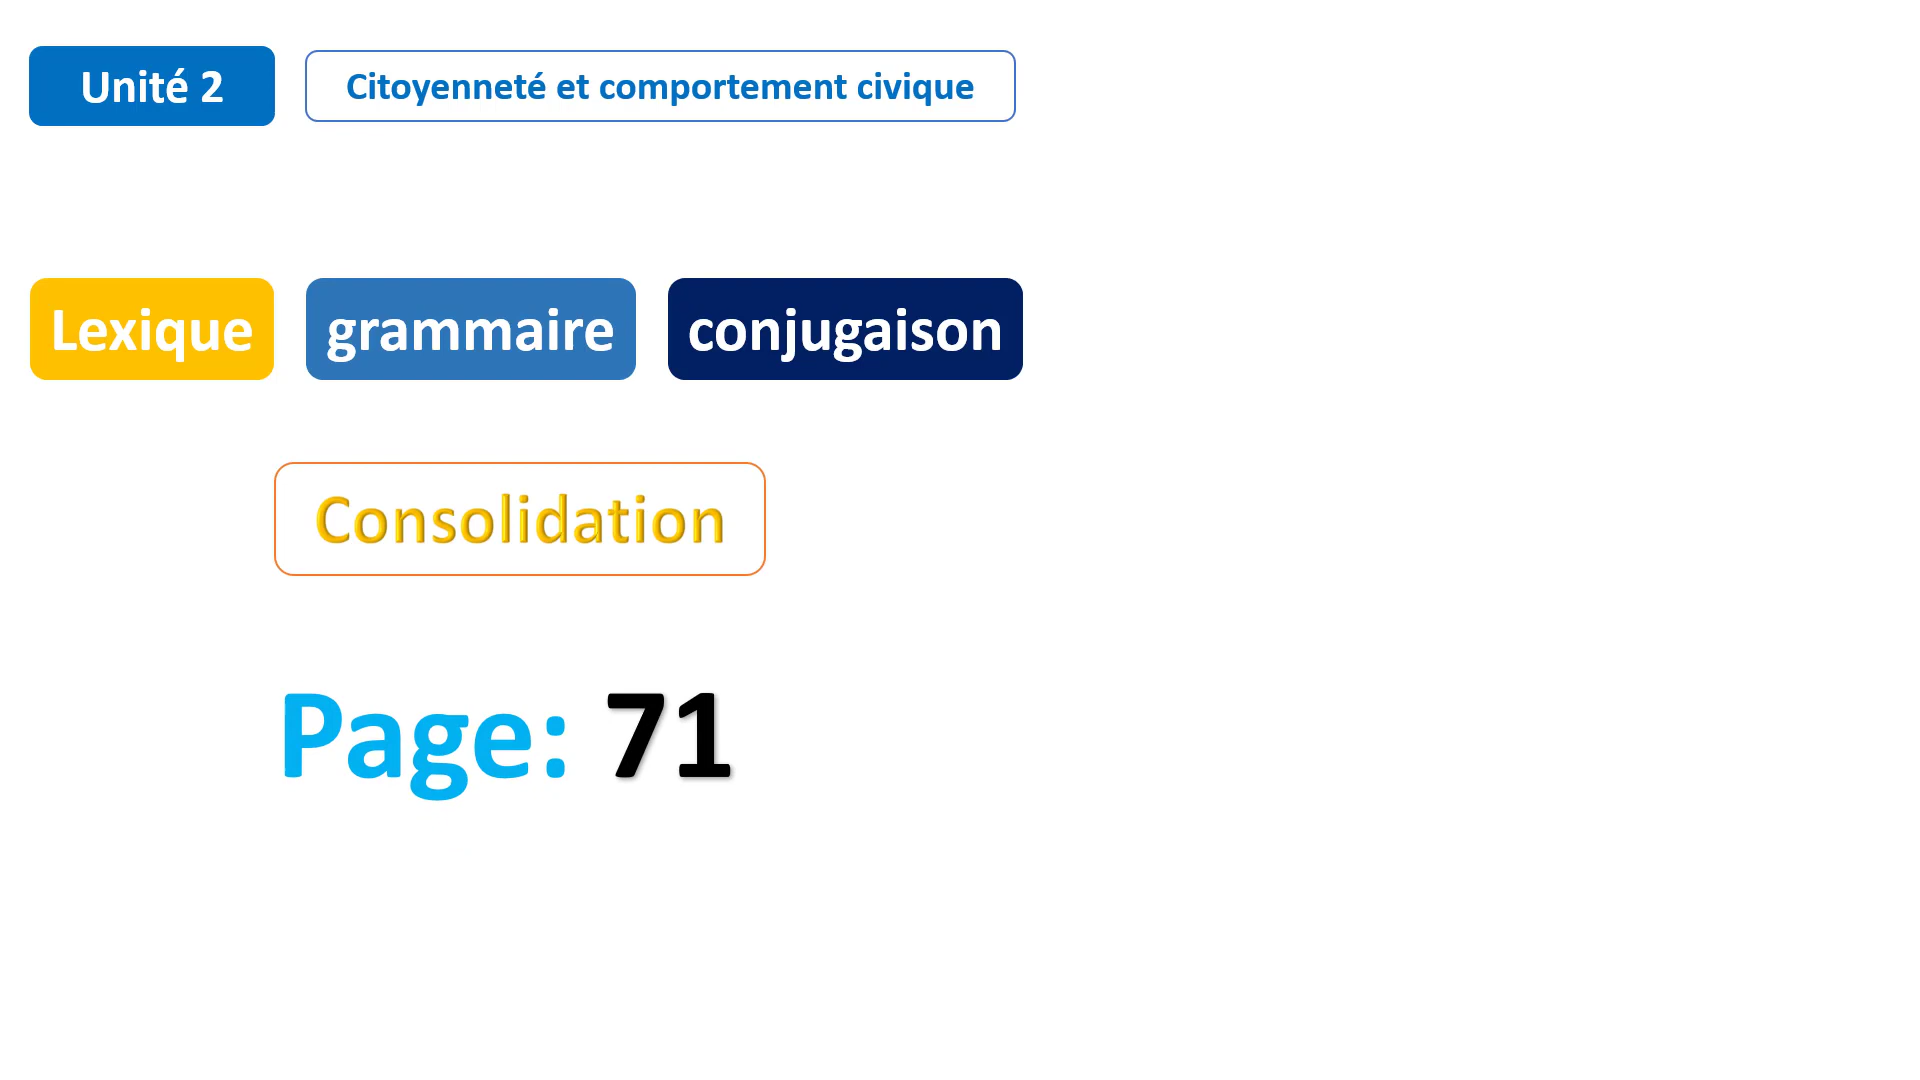 Unité 2
Citoyenneté et comportement civique
Lexique grammaire conjugaison
Consolidation
Page: 71